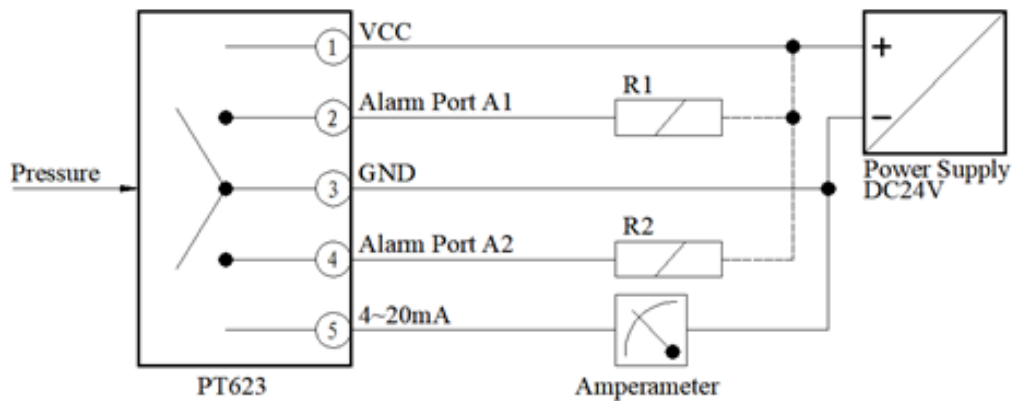 VCC
1
+
R1
Alarm Port A1
2
−
Pressure
GND
3
Power Supply
DC24V
R2
Alarm Port A2
4
4~20mA
5
PT623
Amperameter